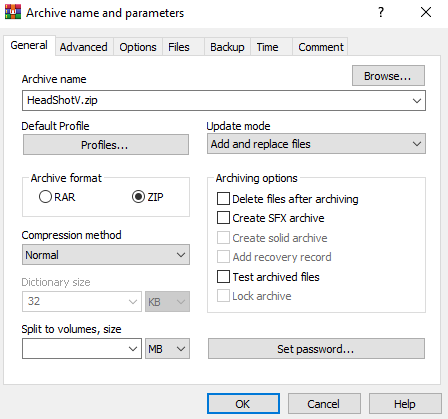 Archive name and parameters
General Advanced Options Files Backup Time Comment
Archive name
Browse...
HeadShotV.zip
Default Profile
Profiles...
Update mode
Add and replace files
Archive format
RAR ZIP
Compression method
Normal
Dictionary size
32 KB
Split to volumes, size
MB
Archiving options
Delete files after archiving
Create SFX archive
Create solid archive
Add recovery record
Test archived files
Lock archive
Set password...
OK Cancel Help